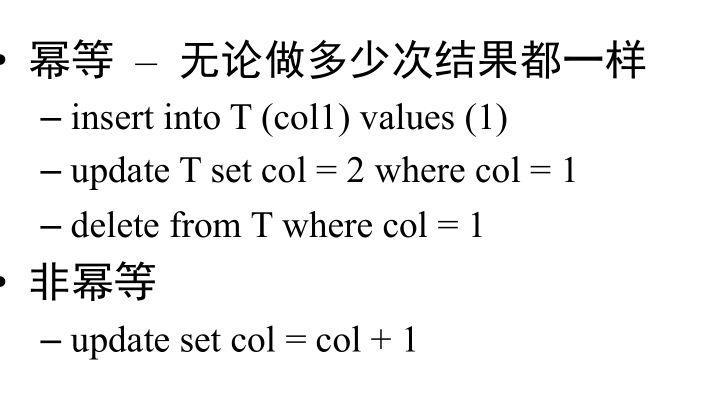 • 幂等 – 无论做多少次结果都一样
– insert into T (col1) values (1)
– update T set col = 2 where col = 1
– delete from T where col = 1
• 非幂等
– update set col = col + 1